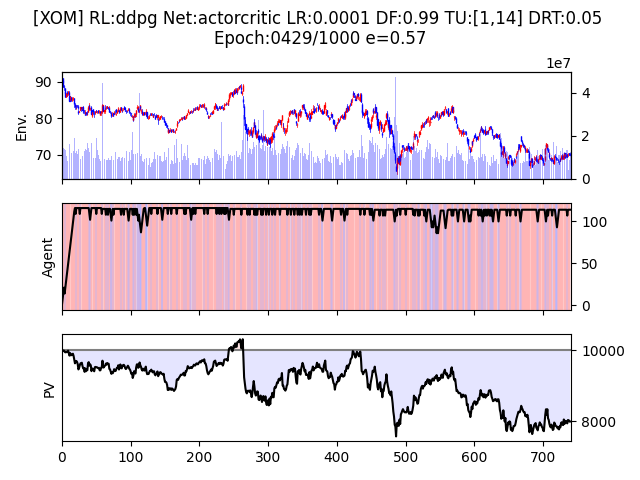 [XOM] RL:ddpg Net:actorcritic LR:0.0001 DF:0.99 TU:[1,14] DRT:0.05
Epoch:0429/1000 e=0.57
1e7
90
80
70
Env.
4
2
0
Agent
100
50
0
PV
10000
8000
0 100 200 300 400 500 600 700